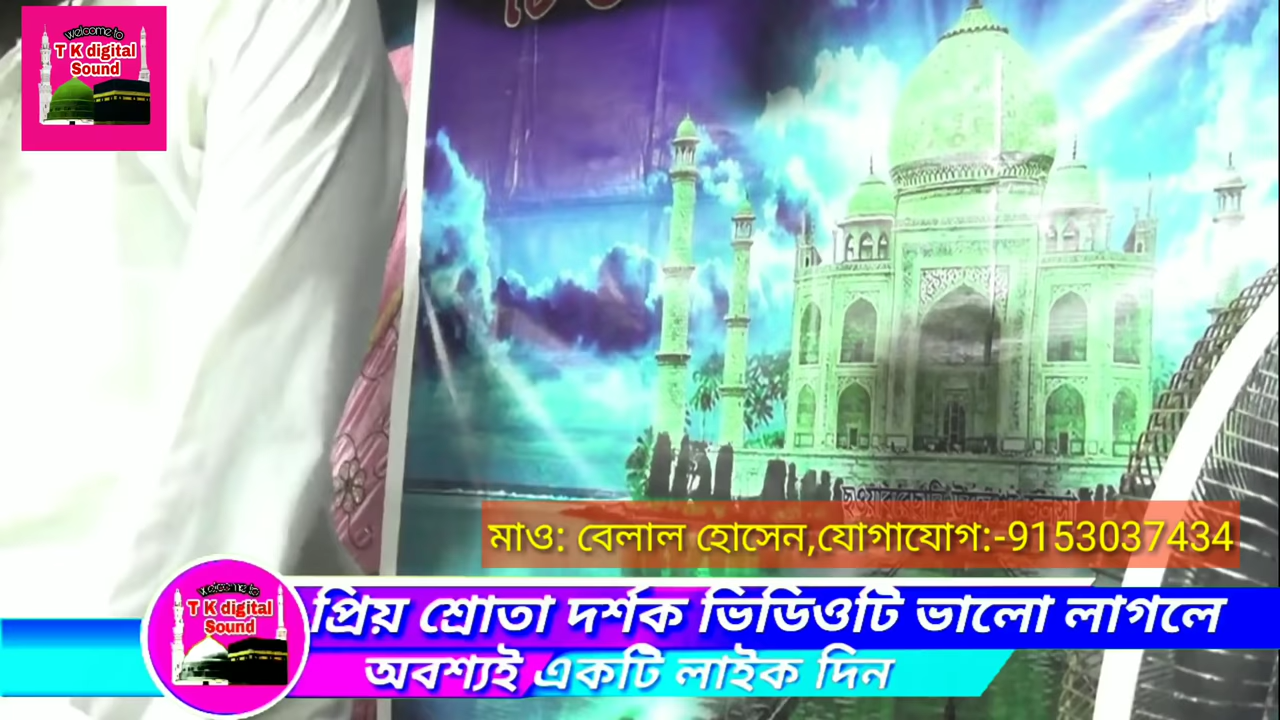 welcome to
T K digital
Sound
মাও: বেলাল হোসেন,যোগাযোগ:-9153037434
welcome to
T K digital
Sound
প্রিয় শ্রোতা দর্শক ভিডিওটি ভালো লাগলে
অবশ্যই একটি লাইক দিন